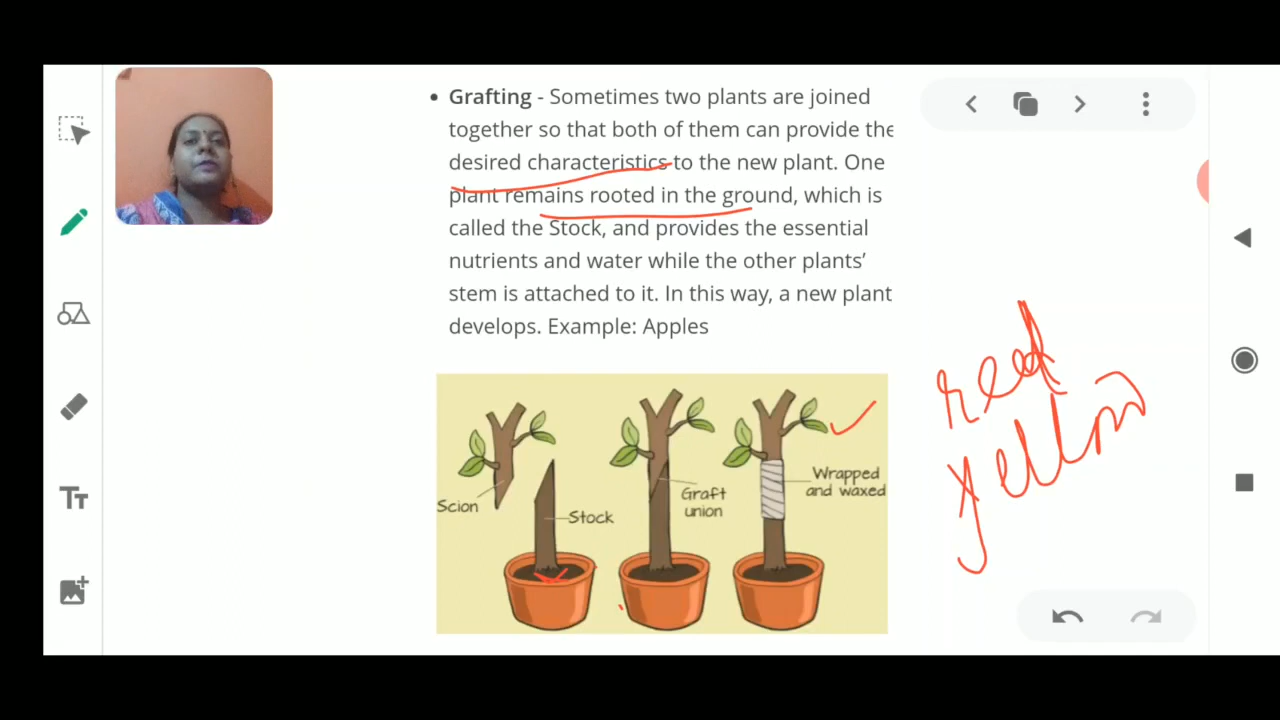 • Grafting - Sometimes two plants are joined
together so that both of them can provide the
desired characteristics to the new plant. One
plant remains rooted in the ground, which is
called the Stock, and provides the essential
nutrients and water while the other plants'
stem is attached to it. In this way, a new plant
develops. Example: Apples
red
yellow
Scion
Stock
Graft
union
Wrapped
and waxed
TT